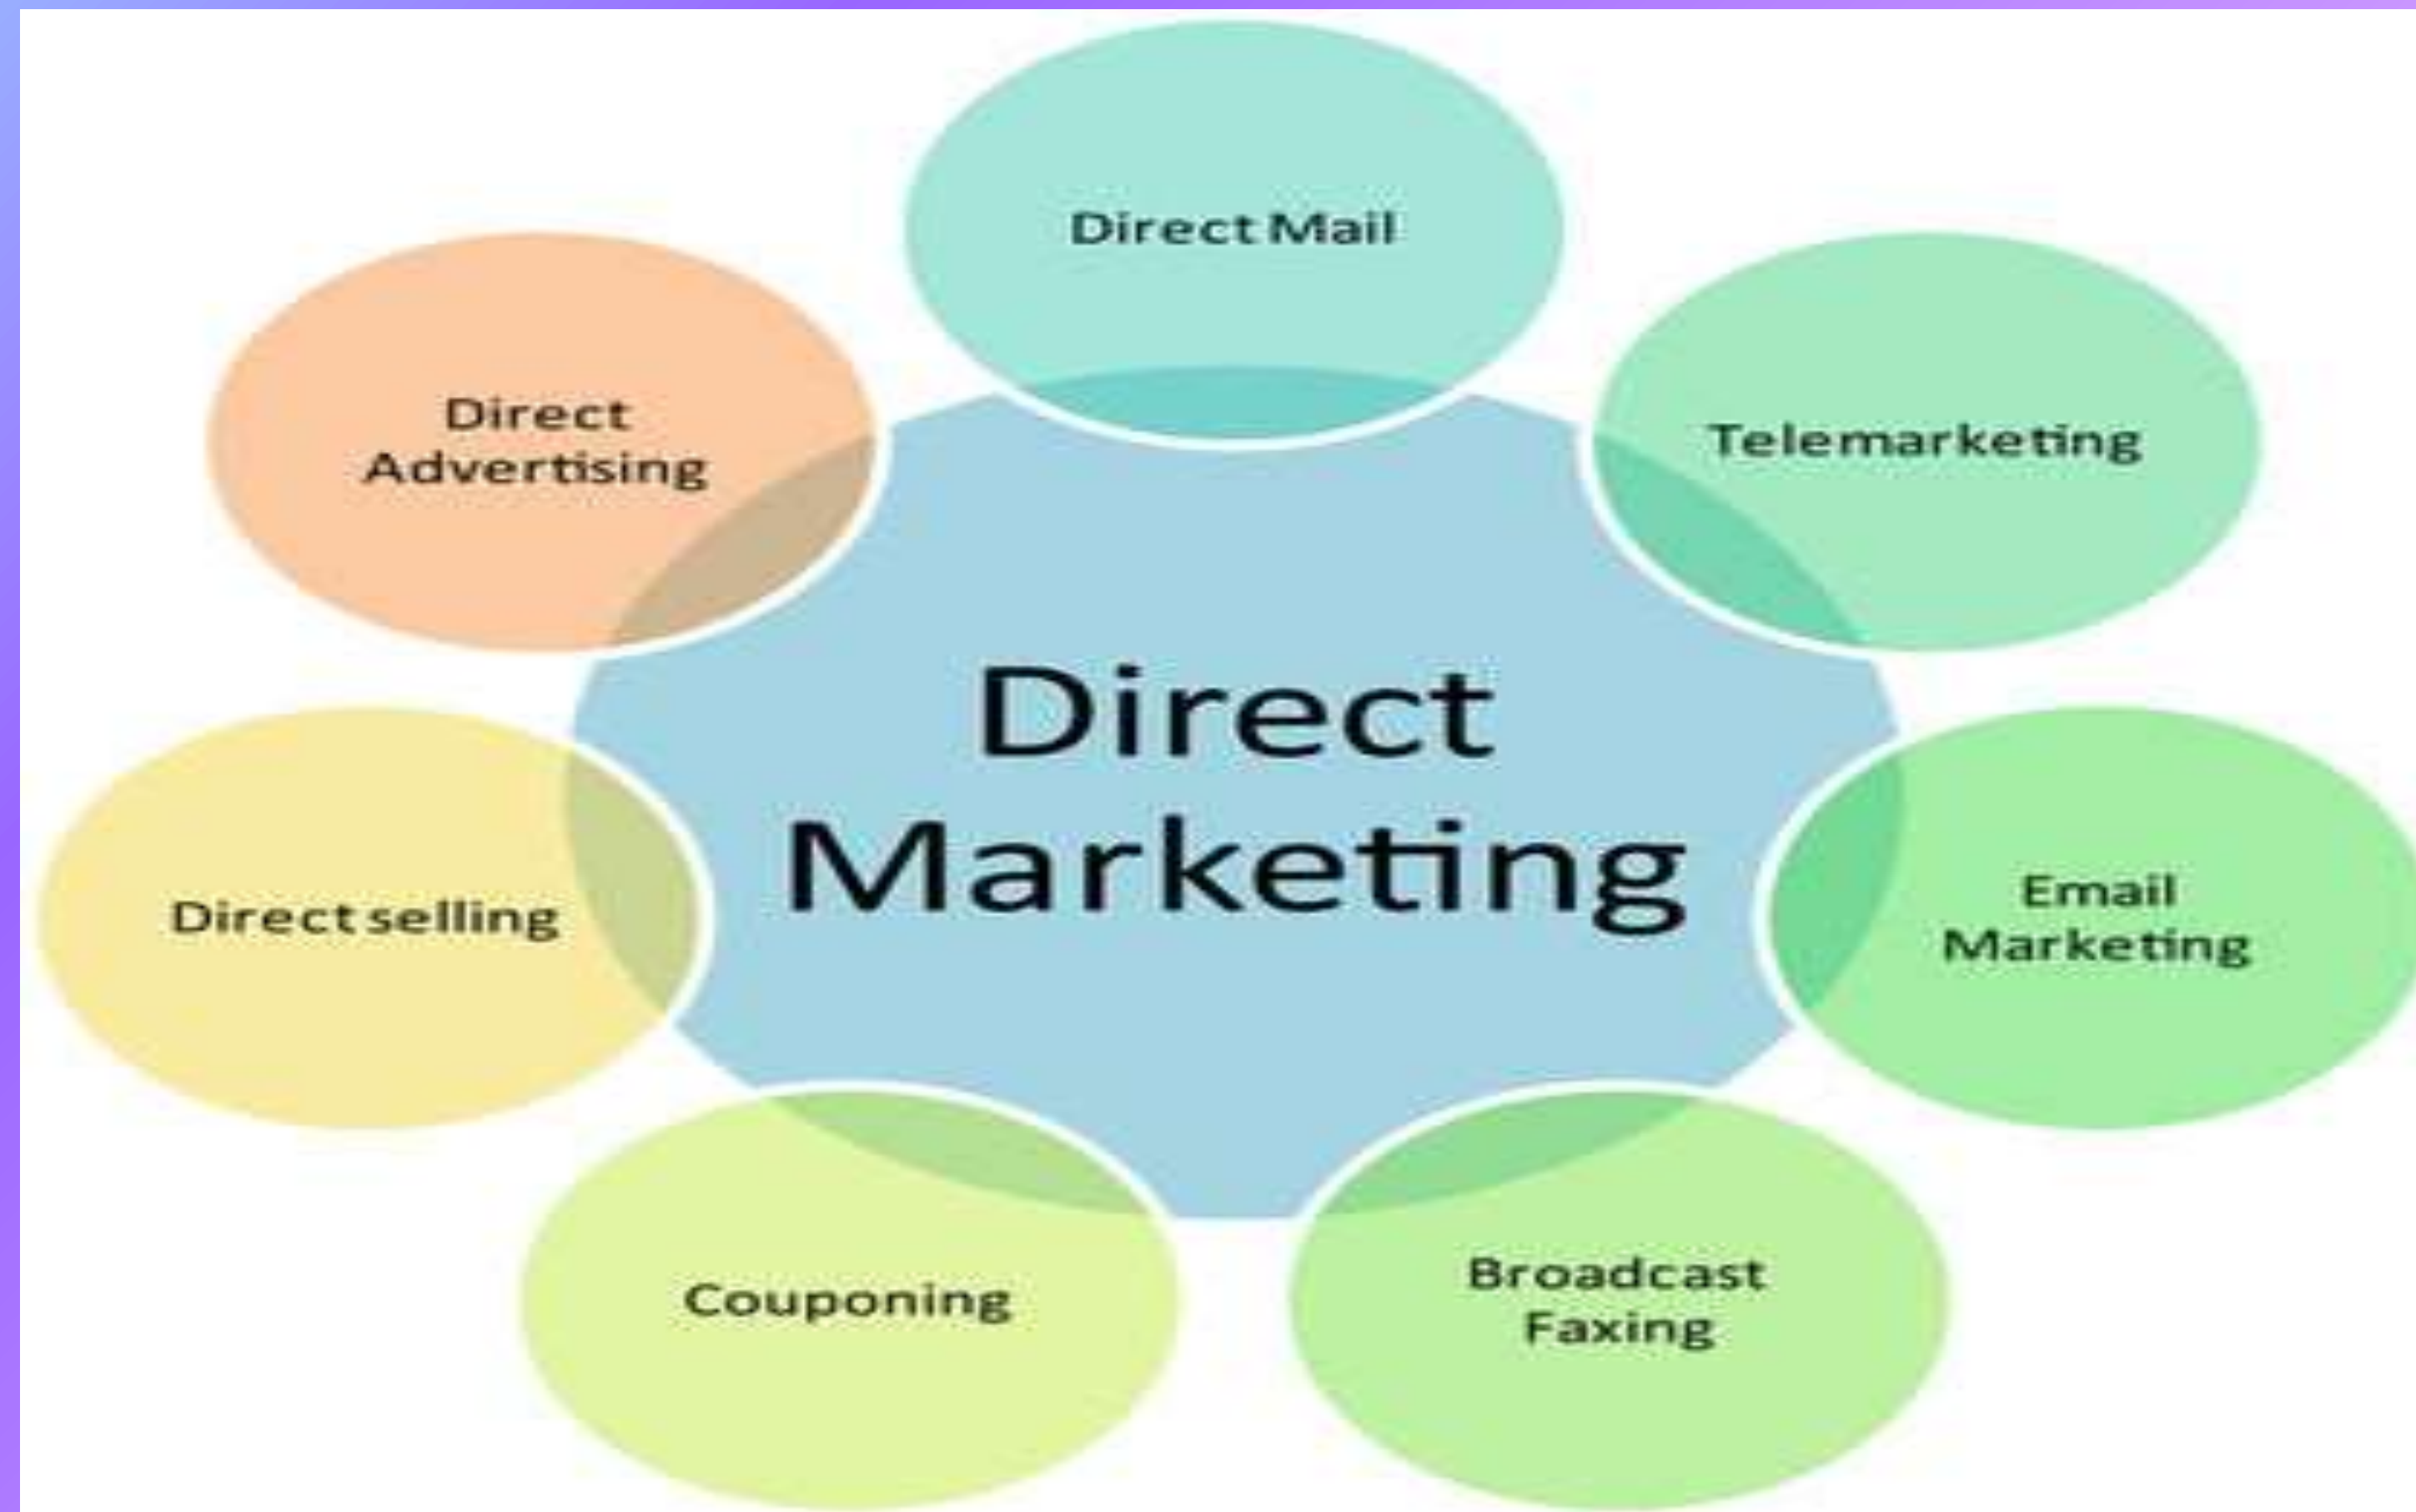 Direct Mail
Direct
Advertising
Telemarketing
Direct
Marketing
Direct selling
Email
Marketing
Couponing
Broadcast
Faxing